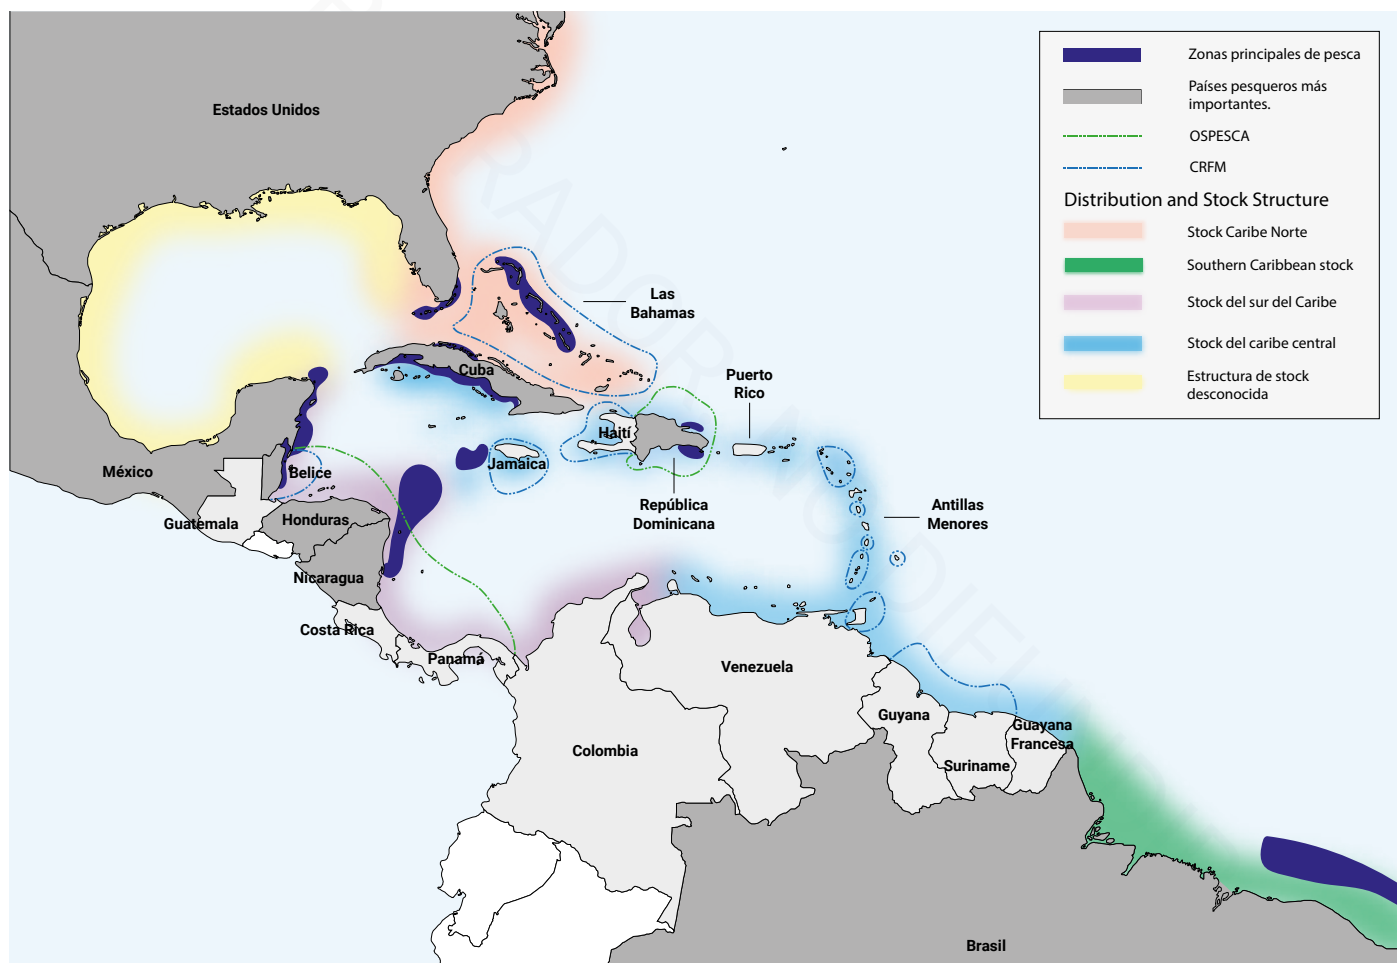 Estados Unidos
Las
Bahamas
Cuba
Puerto
Rico
Haití
Jamaica
México
Belice
Guatemala
Honduras
República
Dominicana
Antillas
Menores
Nicaragua
Costa Rica
Panamá
Venezuela
Colombia
Guyana
Guayana
Francesa
Suriname
Brasil
Zonas principales de pesca
Países pesqueros más
importantes.
OSPESCA
CRFM
Distribution and Stock Structure
Stock Caribe Norte
Southern Caribbean stock
Stock del sur del Caribe
Stock del caribe central
Estructura de stock
desconocida